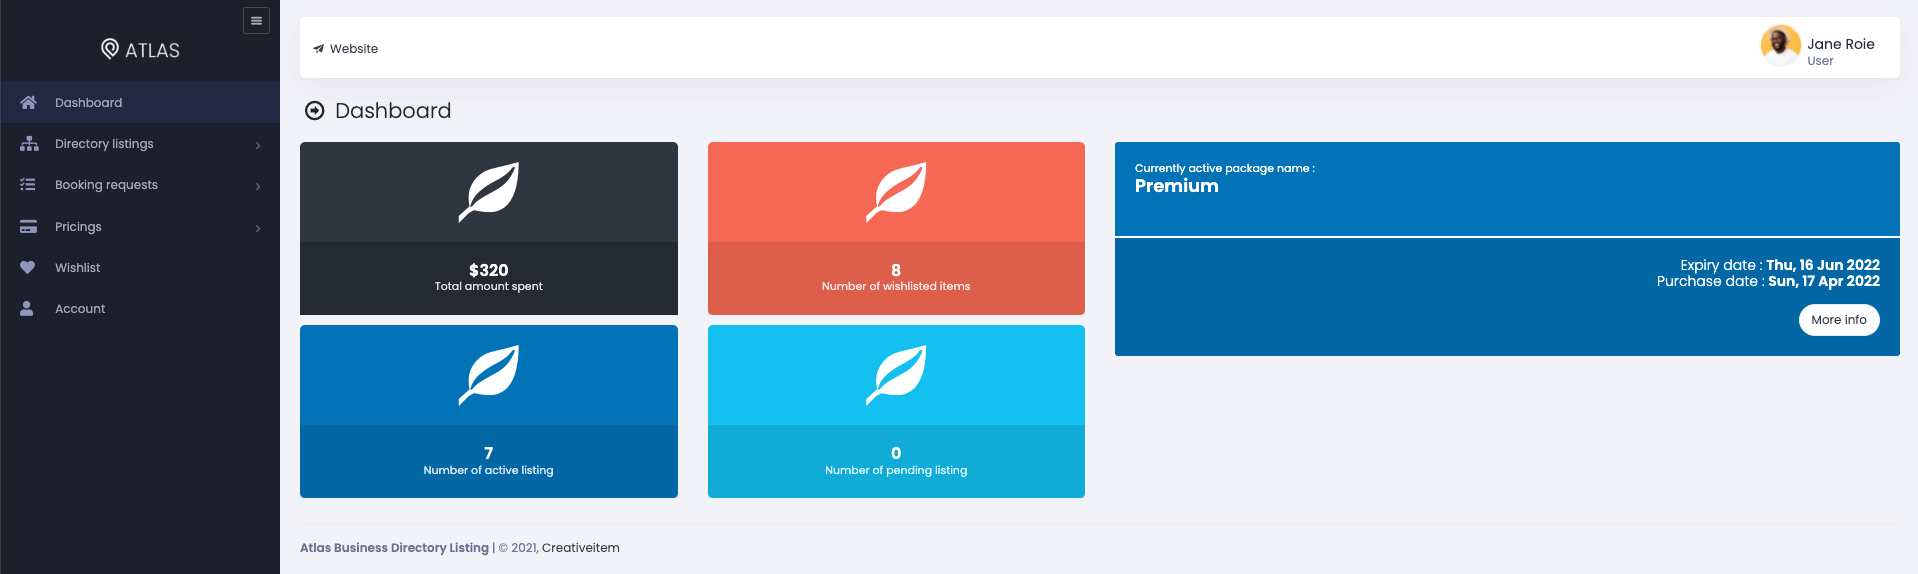 ATLAS
Dashboard
Directory listings
Booking requests
Pricings
Wishlist
Account
Website
Jane Roie
User
Dashboard
$320
Total amount spent
8
Number of wishlisted items
7
Number of active listing
0
Number of pending listing
Currently active package name :
Premium
Expiry date : Thu, 16 Jun 2022
Purchase date : Sun, 17 Apr 2022
More info
Atlas Business Directory Listing | © 2021, Creativeitem